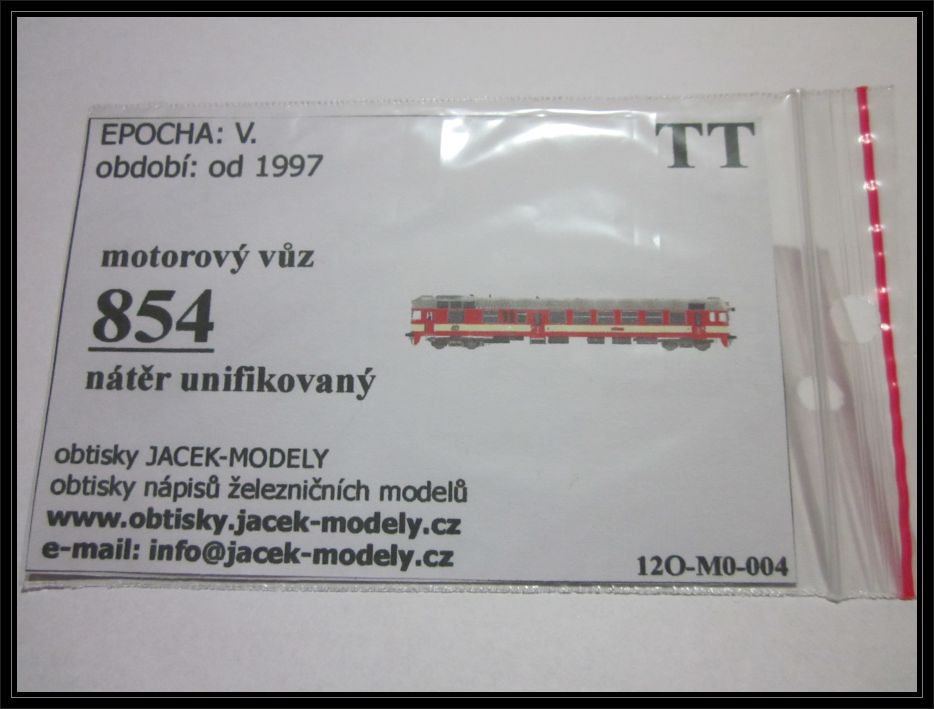 EPOCHA: V.
TT
období: od 1997
motorový vůz
854
nátěr unifikovaný
obtisky JACEK-MODELY
obtisky nápisů železničních modelů
www.obtisky.jacek-modely.cz
e-mail: info@jacek-modely.cz
12O-M0-004